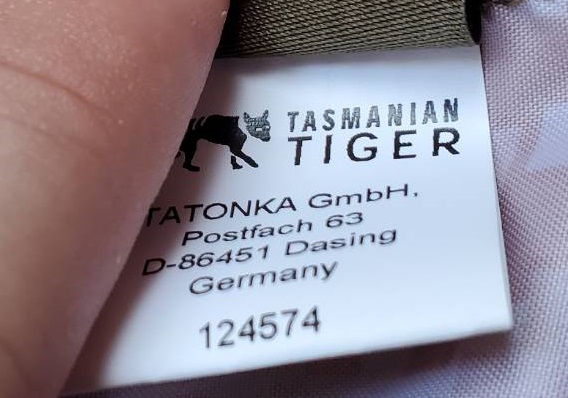 TASMANIAN
TIGER
TATONKA GmbH,
Postfach 63
D-86451 Dasing
Germany
124574